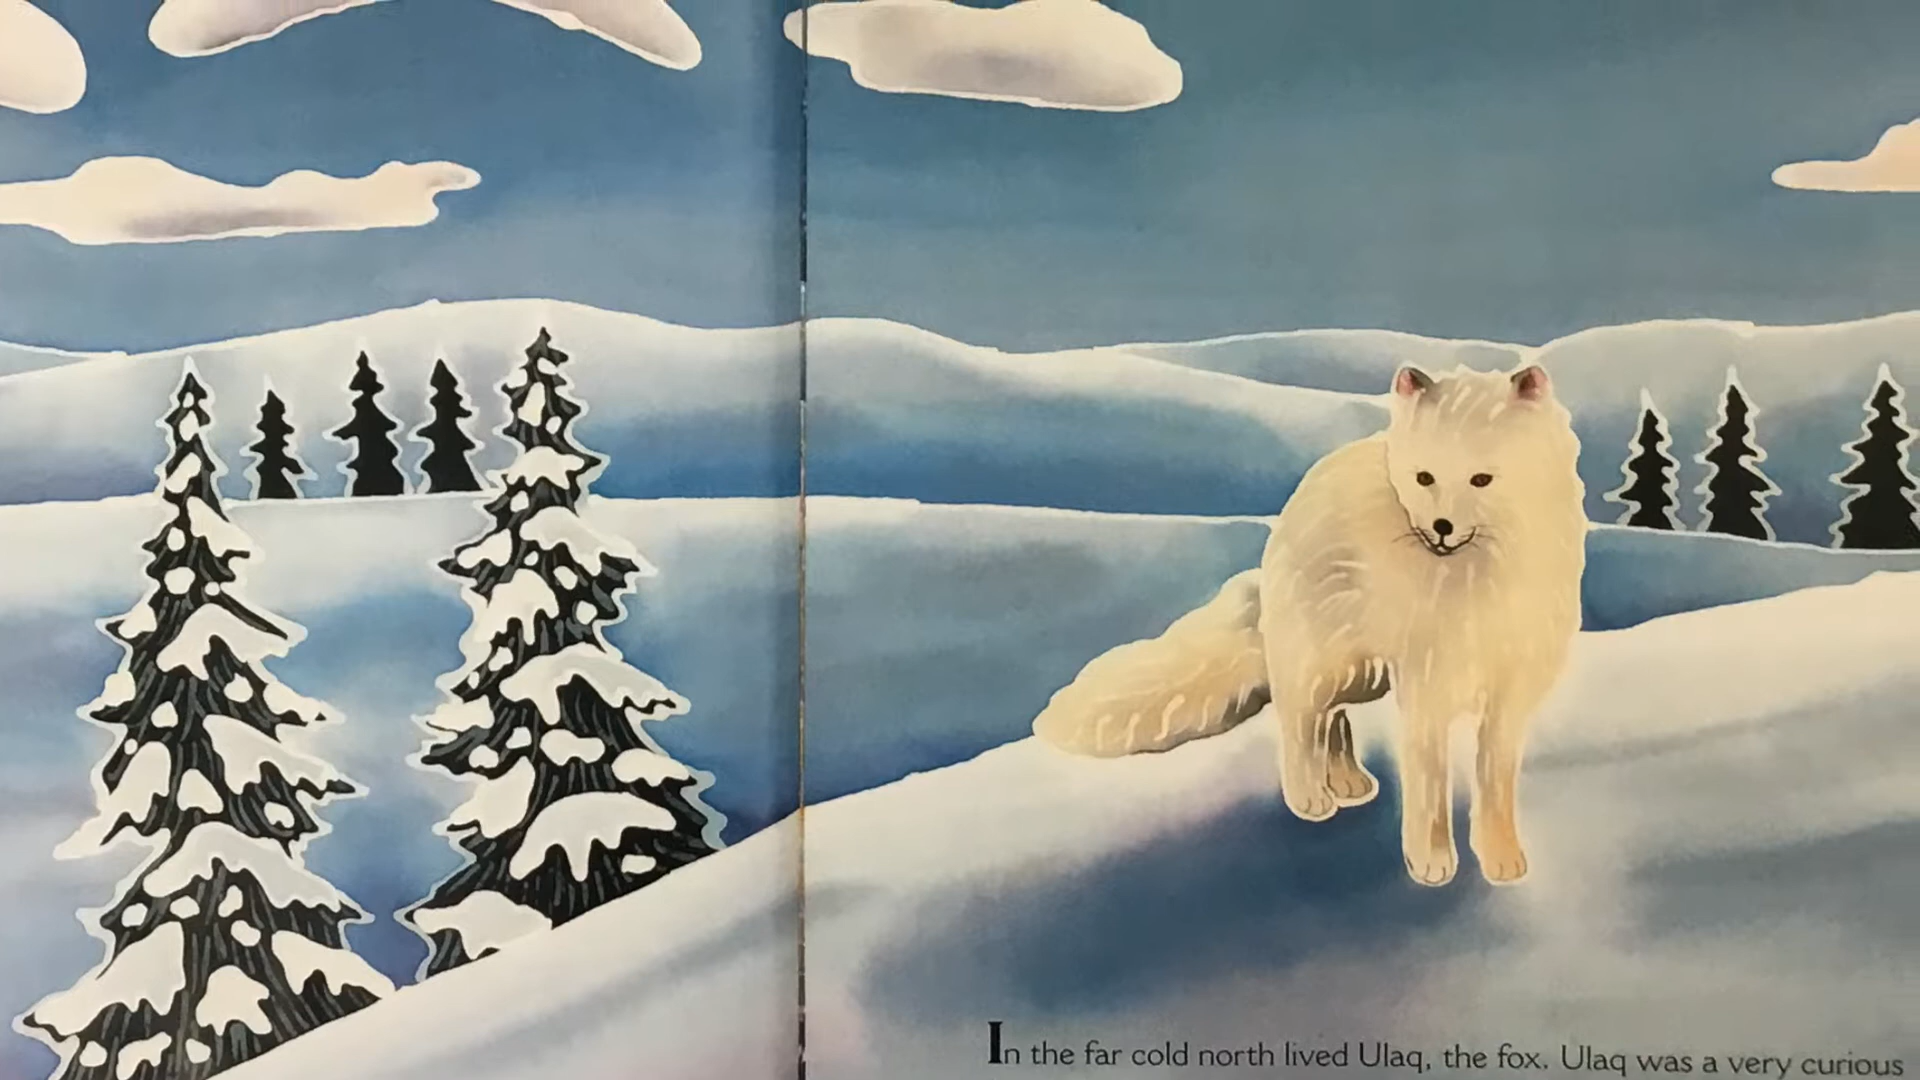 In the far cold north lived Ulaq, the fox. Ulaq was a very curious